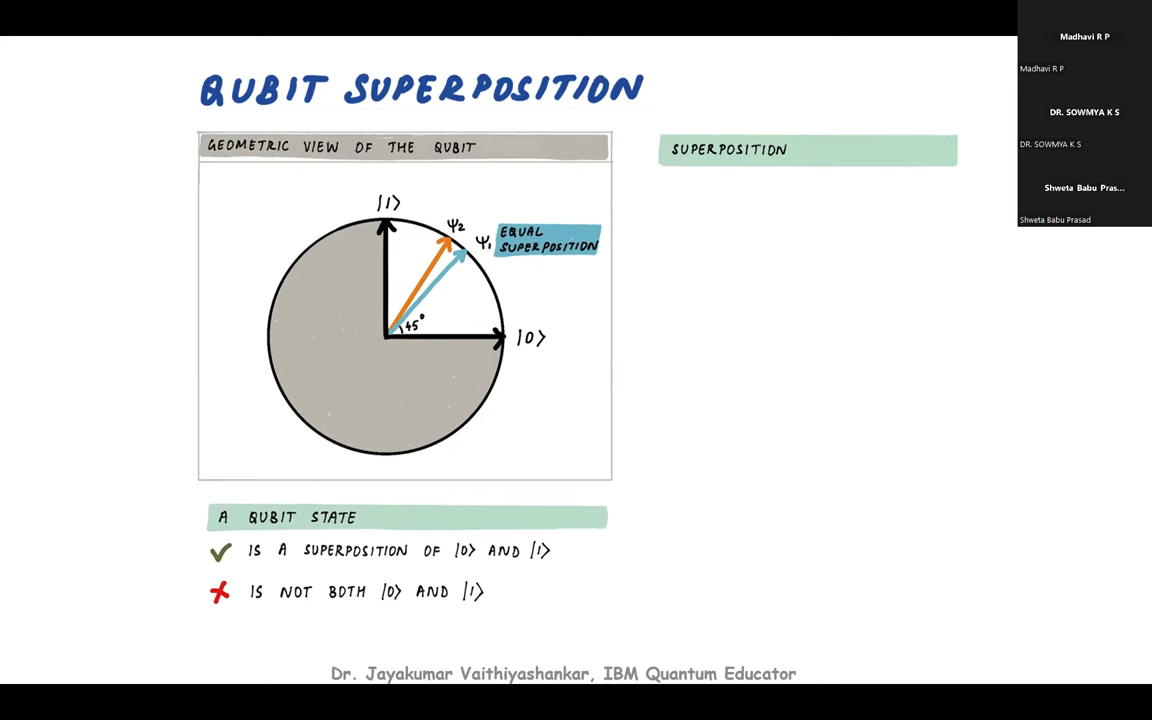 QUBIT SUPERPOSITION
GEOMETRIC VIEW OF THE QUBIT
|1⟩
ψ2
ψ1
EQUAL
SUPERPOSITION
45°
|0⟩
A QUBIT STATE
IS A SUPERPOSITION OF |0⟩ AND |1⟩
IS NOT BOTH |0⟩ AND |1⟩
SUPERPOSITION
Dr. Jayakumar Vaithiyashankar, IBM Quantum Educator
Madhavi R P
Madhavi R P
DR. SOWMYA K S
DR. SOWMYA K S
Shweta Babu Pras...
Shweta Babu Prasad